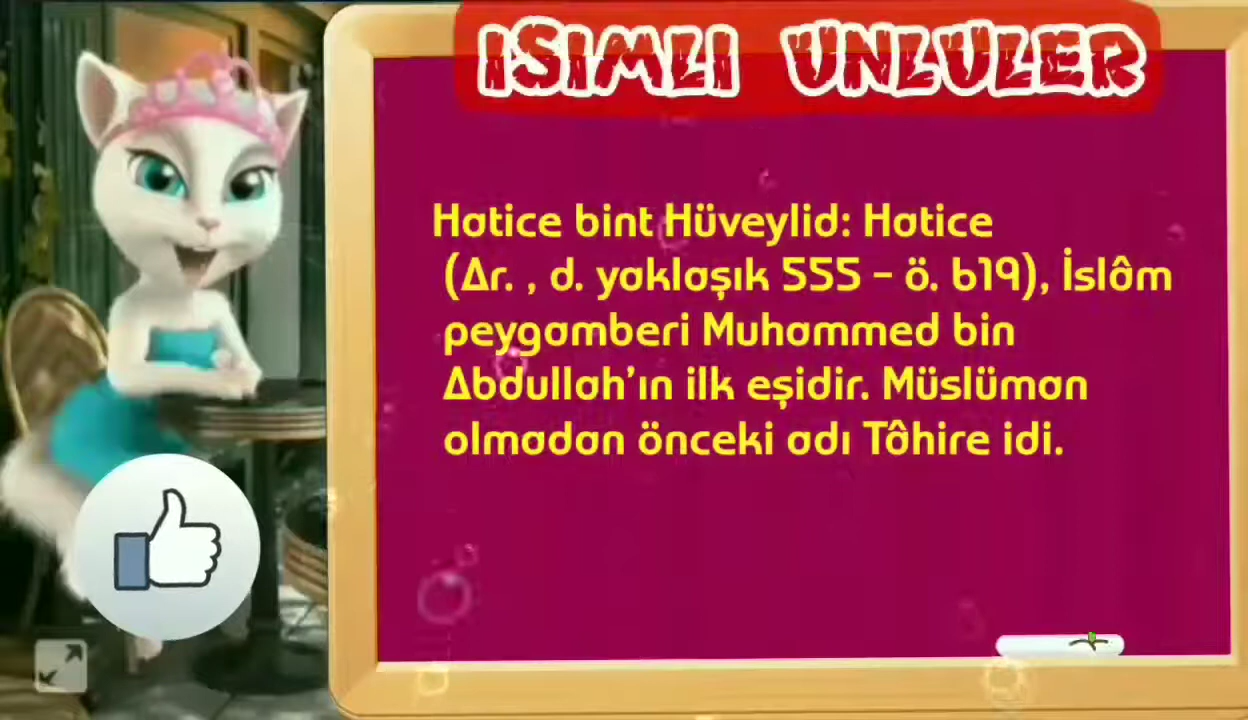 ISIMLI UNLULER
Hatice bint Hüveylid: Hatice
(Ar. , d. yaklaşık 555 - ö. 619), İslâm
peygamberi Muhammed bin
Abdullah'ın ilk eşidir. Müslüman
olmadan önceki adı Tâhire idi.